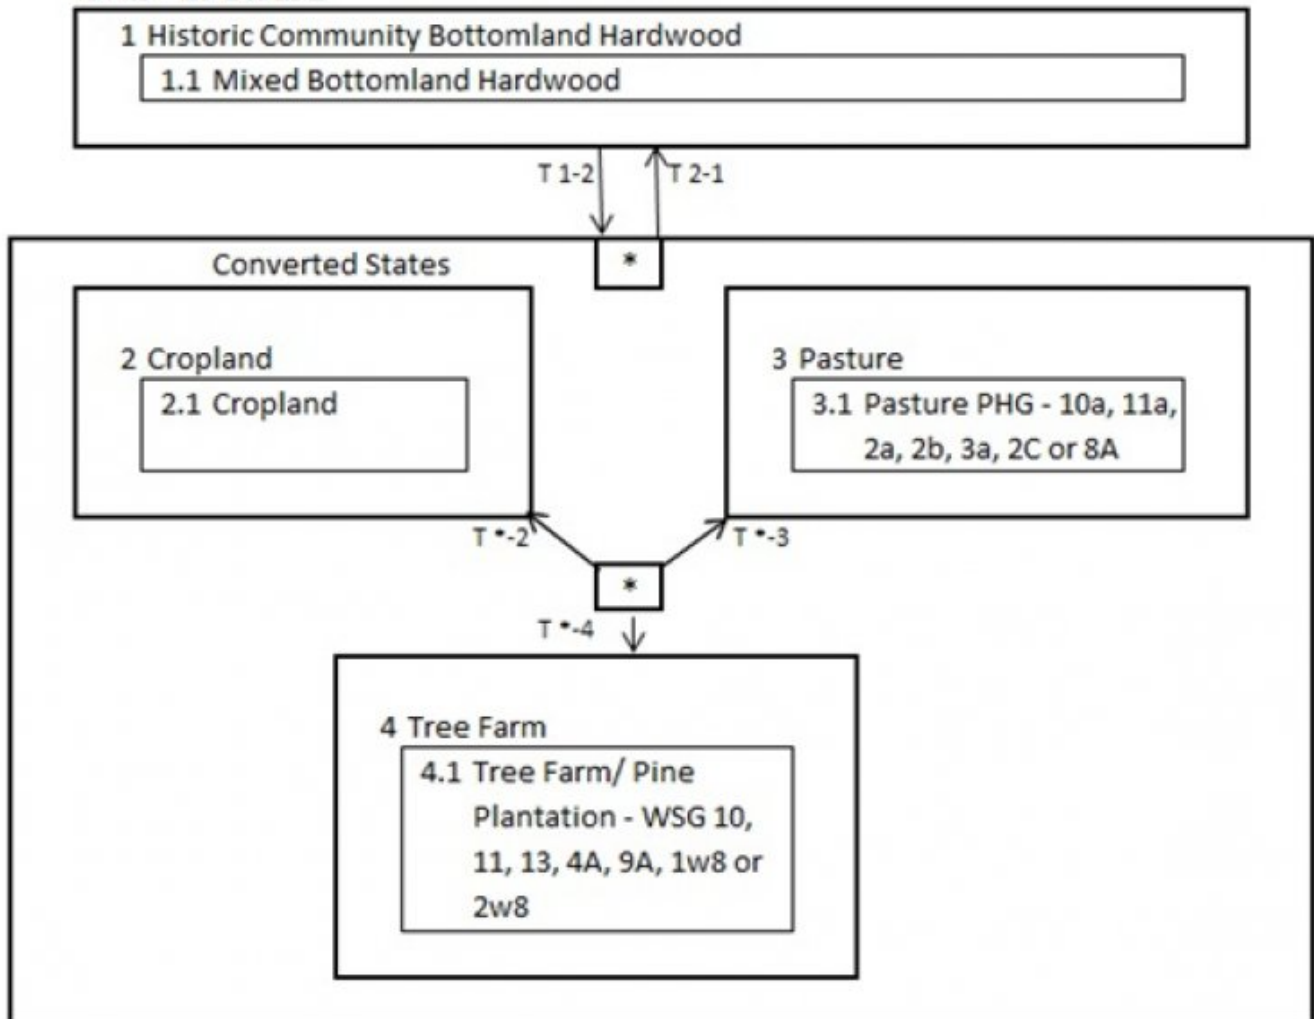 1 Historic Community Bottomland Hardwood
1.1 Mixed Bottomland Hardwood
T 1-2
T 2-1
*
Converted States
2 Cropland
2.1 Cropland
3 Pasture
3.1 Pasture PHG - 10a, 11a,
2a, 2b, 3a, 2C or 8A
T *-2
T *-3
*
T *-4
4 Tree Farm
4.1 Tree Farm/ Pine
Plantation - WSG 10,
11, 13, 4A, 9A, 1w8 or
2w8